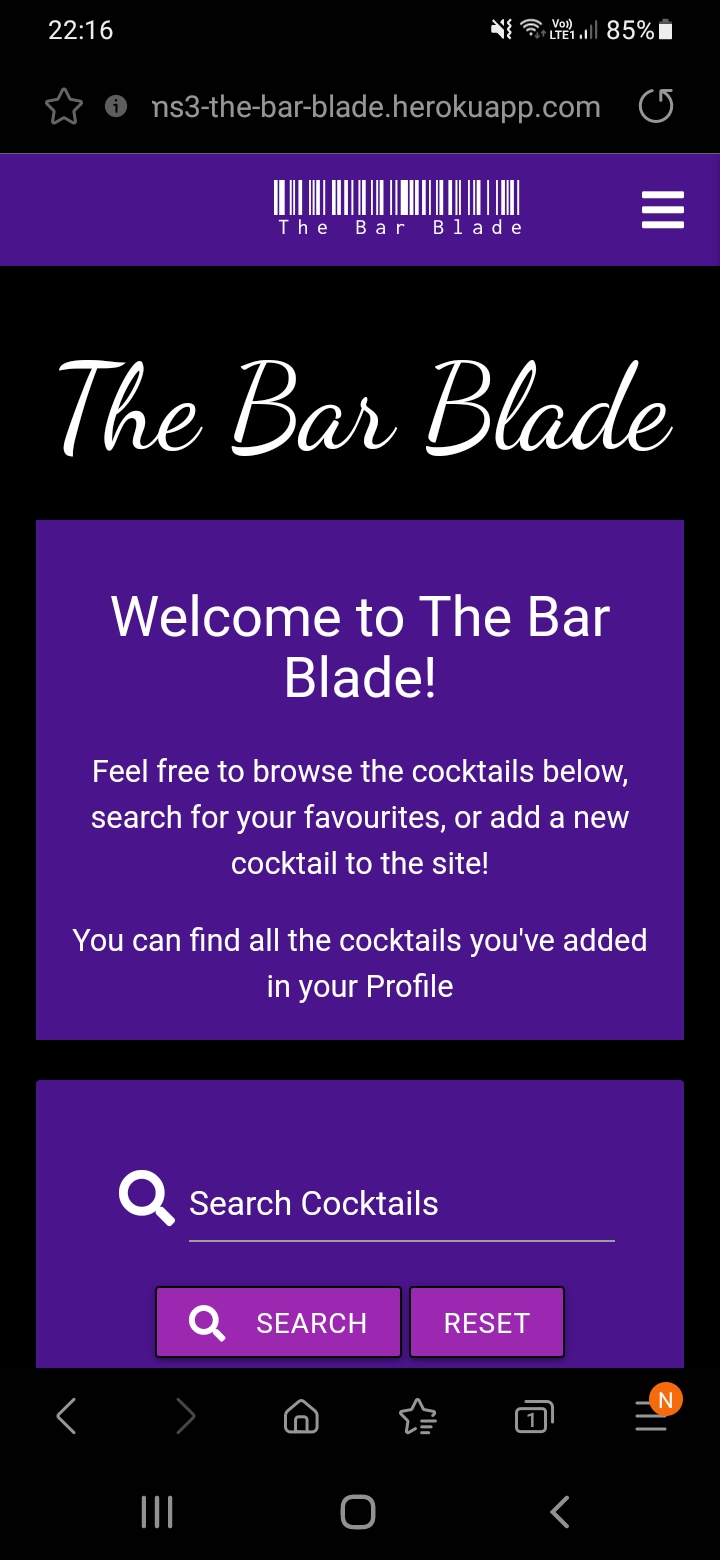 22:16
Vo))
LTE1
85%
ns3-the-bar-blade.herokuapp.com
The Bar Blade
The Bar Blade
Welcome to The Bar
Blade!
Feel free to browse the cocktails below,
search for your favourites, or add a new
cocktail to the site!
You can find all the cocktails you've added
in your Profile
Search Cocktails
SEARCH
RESET
1
N